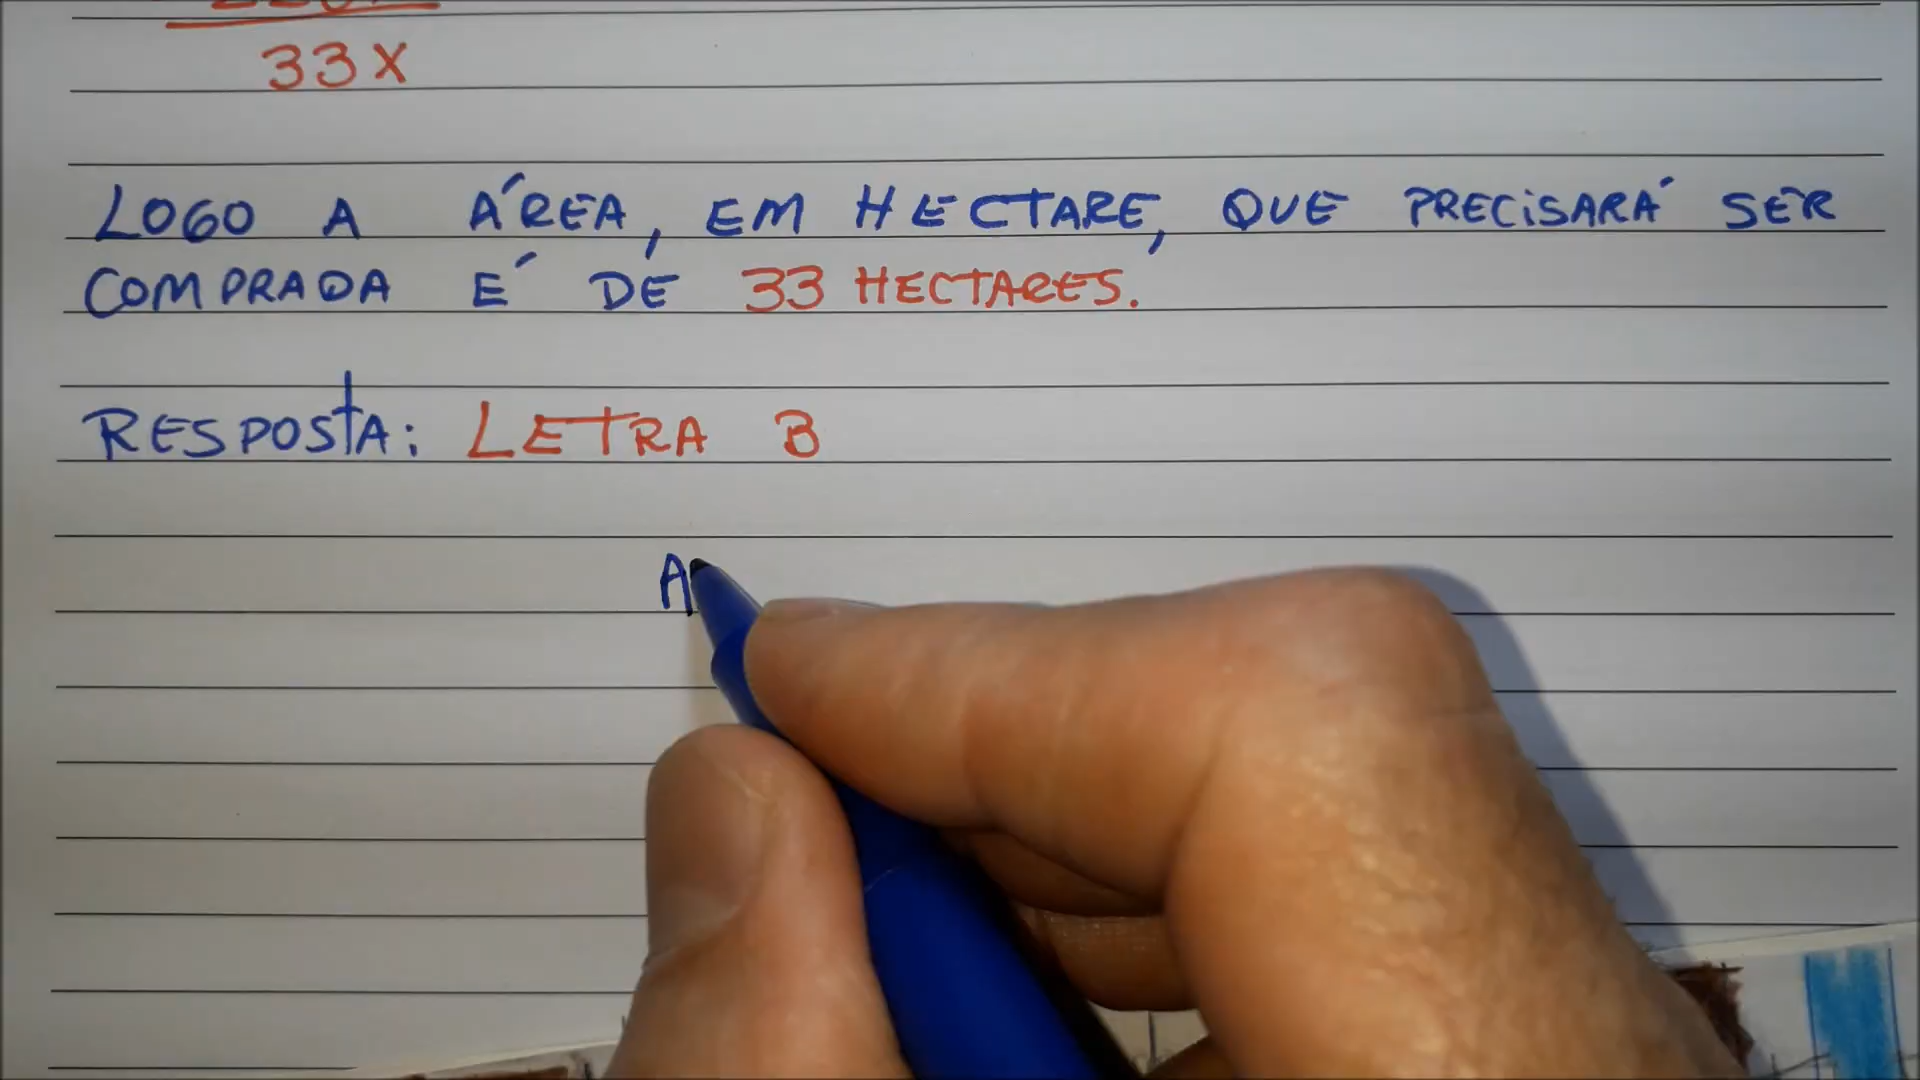 33X
LOGO A ÁREA, EM HECTARE, QUE PRECISARÁ SER
COMPRADA É DE 33 HECTARES.
RESPOSTA: LETRA B
A